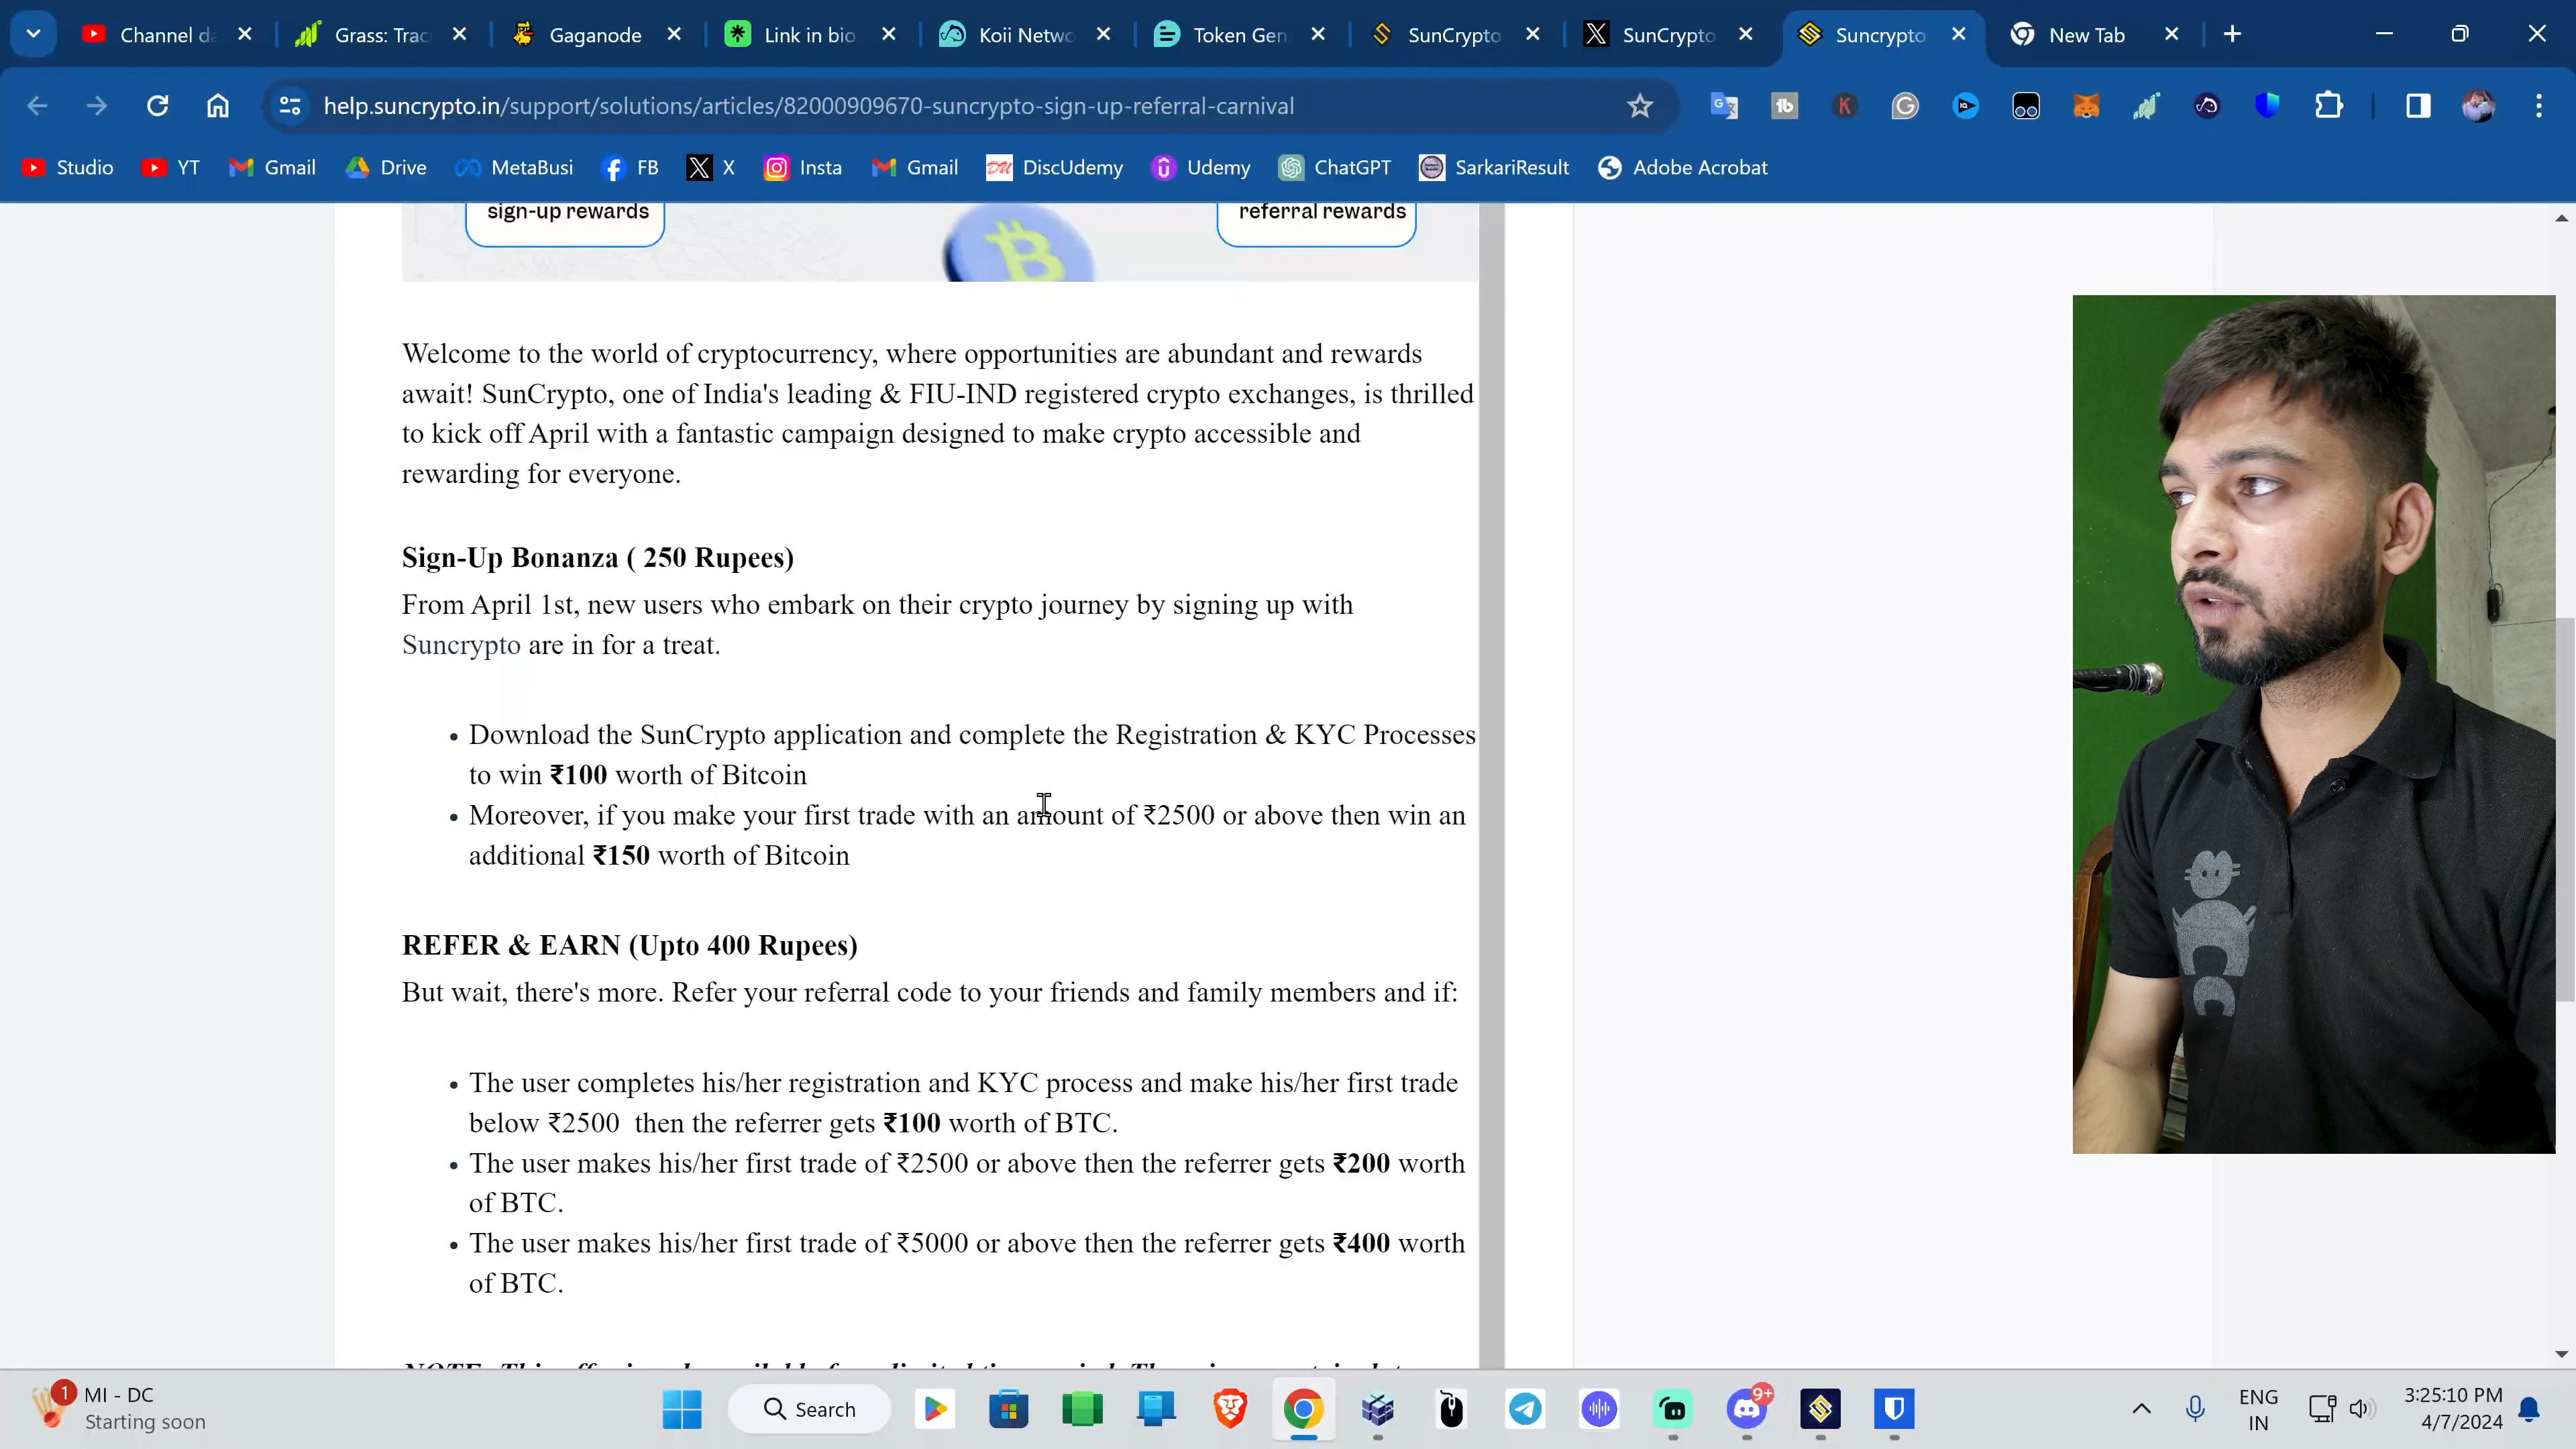 Channel da
Grass: Trac
Gaganode
Link in bio
Koii Netwo
Token Gen
SunCrypto
SunCrypto
Suncrypto
New Tab
help.suncrypto.in/support/solutions/articles/82000909670-suncrypto-sign-up-referral-carnival
Studio
YT
Gmail
Drive
MetaBusi
FB
X
Insta
Gmail
DiscUdemy
Udemy
ChatGPT
SarkariResult
Adobe Acrobat
sign-up rewards
referral rewards
Welcome to the world of cryptocurrency, where opportunities are abundant and rewards
await! SunCrypto, one of India's leading & FIU-IND registered crypto exchanges, is thrilled
to kick off April with a fantastic campaign designed to make crypto accessible and
rewarding for everyone.
Sign-Up Bonanza ( 250 Rupees)
From April 1st, new users who embark on their crypto journey by signing up with
Suncrypto are in for a treat.
• Download the SunCrypto application and complete the Registration & KYC Processes
to win ₹100 worth of Bitcoin
• Moreover, if you make your first trade with an amount of ₹2500 or above then win an
additional ₹150 worth of Bitcoin
REFER & EARN (Upto 400 Rupees)
But wait, there's more. Refer your referral code to your friends and family members and if:
• The user completes his/her registration and KYC process and make his/her first trade
below ₹2500 then the referrer gets ₹100 worth of BTC.
• The user makes his/her first trade of ₹2500 or above then the referrer gets ₹200 worth
of BTC.
• The user makes his/her first trade of ₹5000 or above then the referrer gets ₹400 worth
of BTC.
1
MI - DC
Starting soon
Search
9+
ENG
IN
3:25:10 PM
4/7/2024